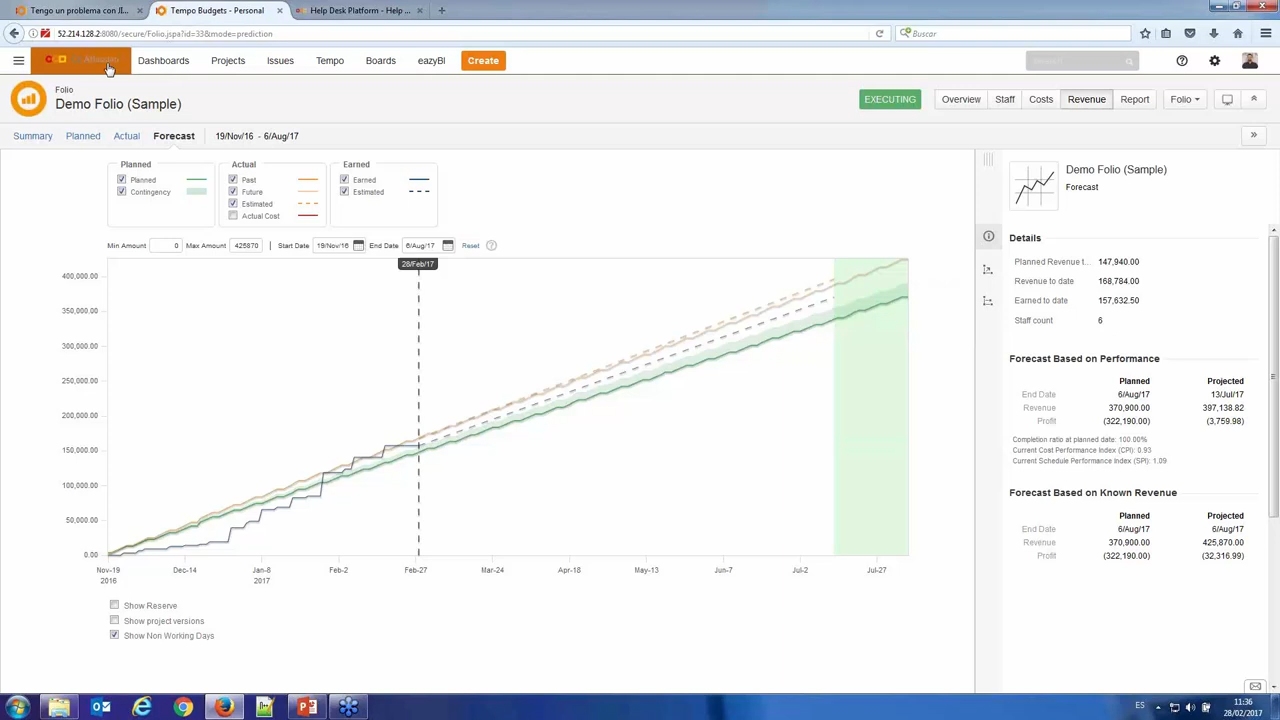 Tengo un problema con JI...
Tempo Budgets - Personal
Help Desk Platform - Help ...
52.214.128.2:8080/secure/Folio.jspa?id=33&mode=prediction
Buscar
Dashboards Projects Issues Tempo Boards eazyBI Create
Folio
Demo Folio (Sample)
EXECUTING Overview Staff Costs Revenue Report Folio
Summary Planned Actual Forecast 19/Nov/16 - 6/Aug/17
Planned
Planned
Contingency
Actual
Past
Future
Estimated
Actual Cost
Earned
Earned
Estimated
Min Amount 0 Max Amount 425870 Start Date 19/Nov/16 End Date 6/Aug/17 Reset
28/Feb/17
400,000.00
350,000.00
300,000.00
250,000.00
200,000.00
150,000.00
100,000.00
50,000.00
0.00
Nov-19 Dec-14 Jan-8 Feb-2 Feb-27 Mar-24 Apr-18 May-13 Jun-7 Jul-2 Jul-27
2016 2017
Show Reserve
Show project versions
Show Non Working Days
Demo Folio (Sample)
Forecast
Details
Planned Revenue t... 147,940.00
Revenue to date 168,784.00
Earned to date 157,632.50
Staff count 6
Forecast Based on Performance
Planned Projected
End Date 6/Aug/17 13/Jul/17
Revenue 370,900.00 397,138.82
Profit (322,190.00) (3,759.98)
Completion ratio at planned date: 100.00%
Current Cost Performance Index (CPI): 0.93
Current Schedule Performance Index (SPI): 1.09
Forecast Based on Known Revenue
Planned Projected
End Date 6/Aug/17 6/Aug/17
Revenue 370,900.00 425,870.00
Profit (322,190.00) (32,316.99)
ES
11:36
28/02/2017